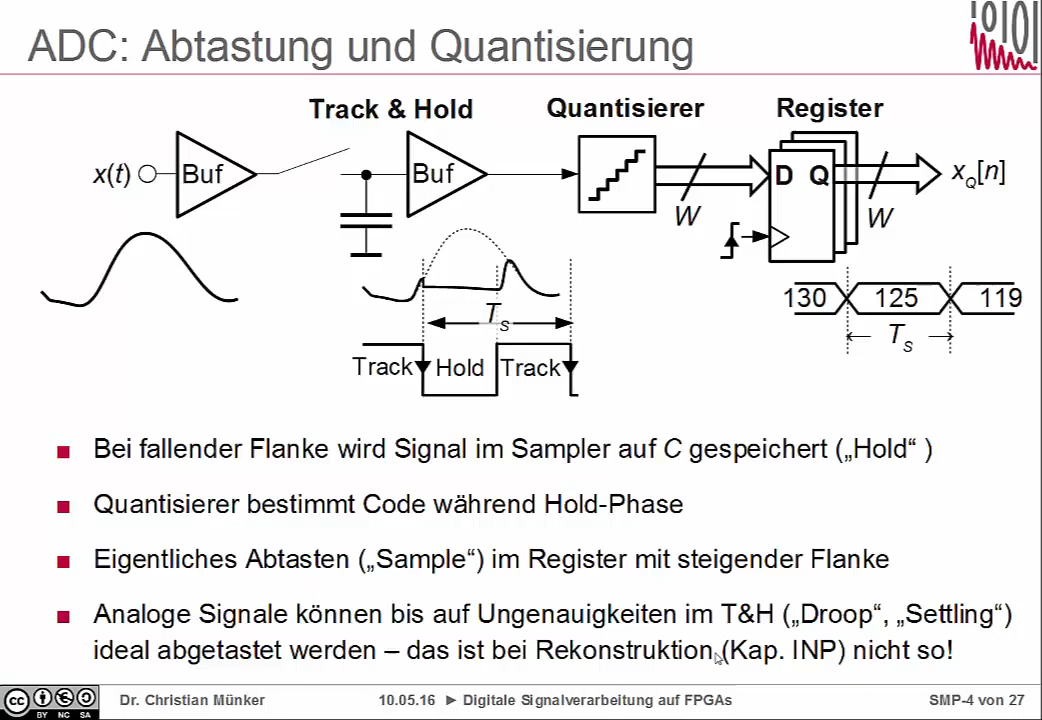 ADC: Abtastung und Quantisierung
Track & Hold
Quantisierer
Register
x(t)
Buf
Buf
W
D Q
W
xQ[n]
130
125
119
TS
TS
Track
Hold
Track
Bei fallender Flanke wird Signal im Sampler auf C gespeichert („Hold“ )
Quantisierer bestimmt Code während Hold-Phase
Eigentliches Abtasten („Sample“) im Register mit steigender Flanke
Analoge Signale können bis auf Ungenauigkeiten im T&H („Droop“, „Settling“)
ideal abgetastet werden – das ist bei Rekonstruktion (Kap. INP) nicht so!
cc
BY NC SA
Dr. Christian Münker
10.05.16 ► Digitale Signalverarbeitung auf FPGAs
SMP-4 von 27